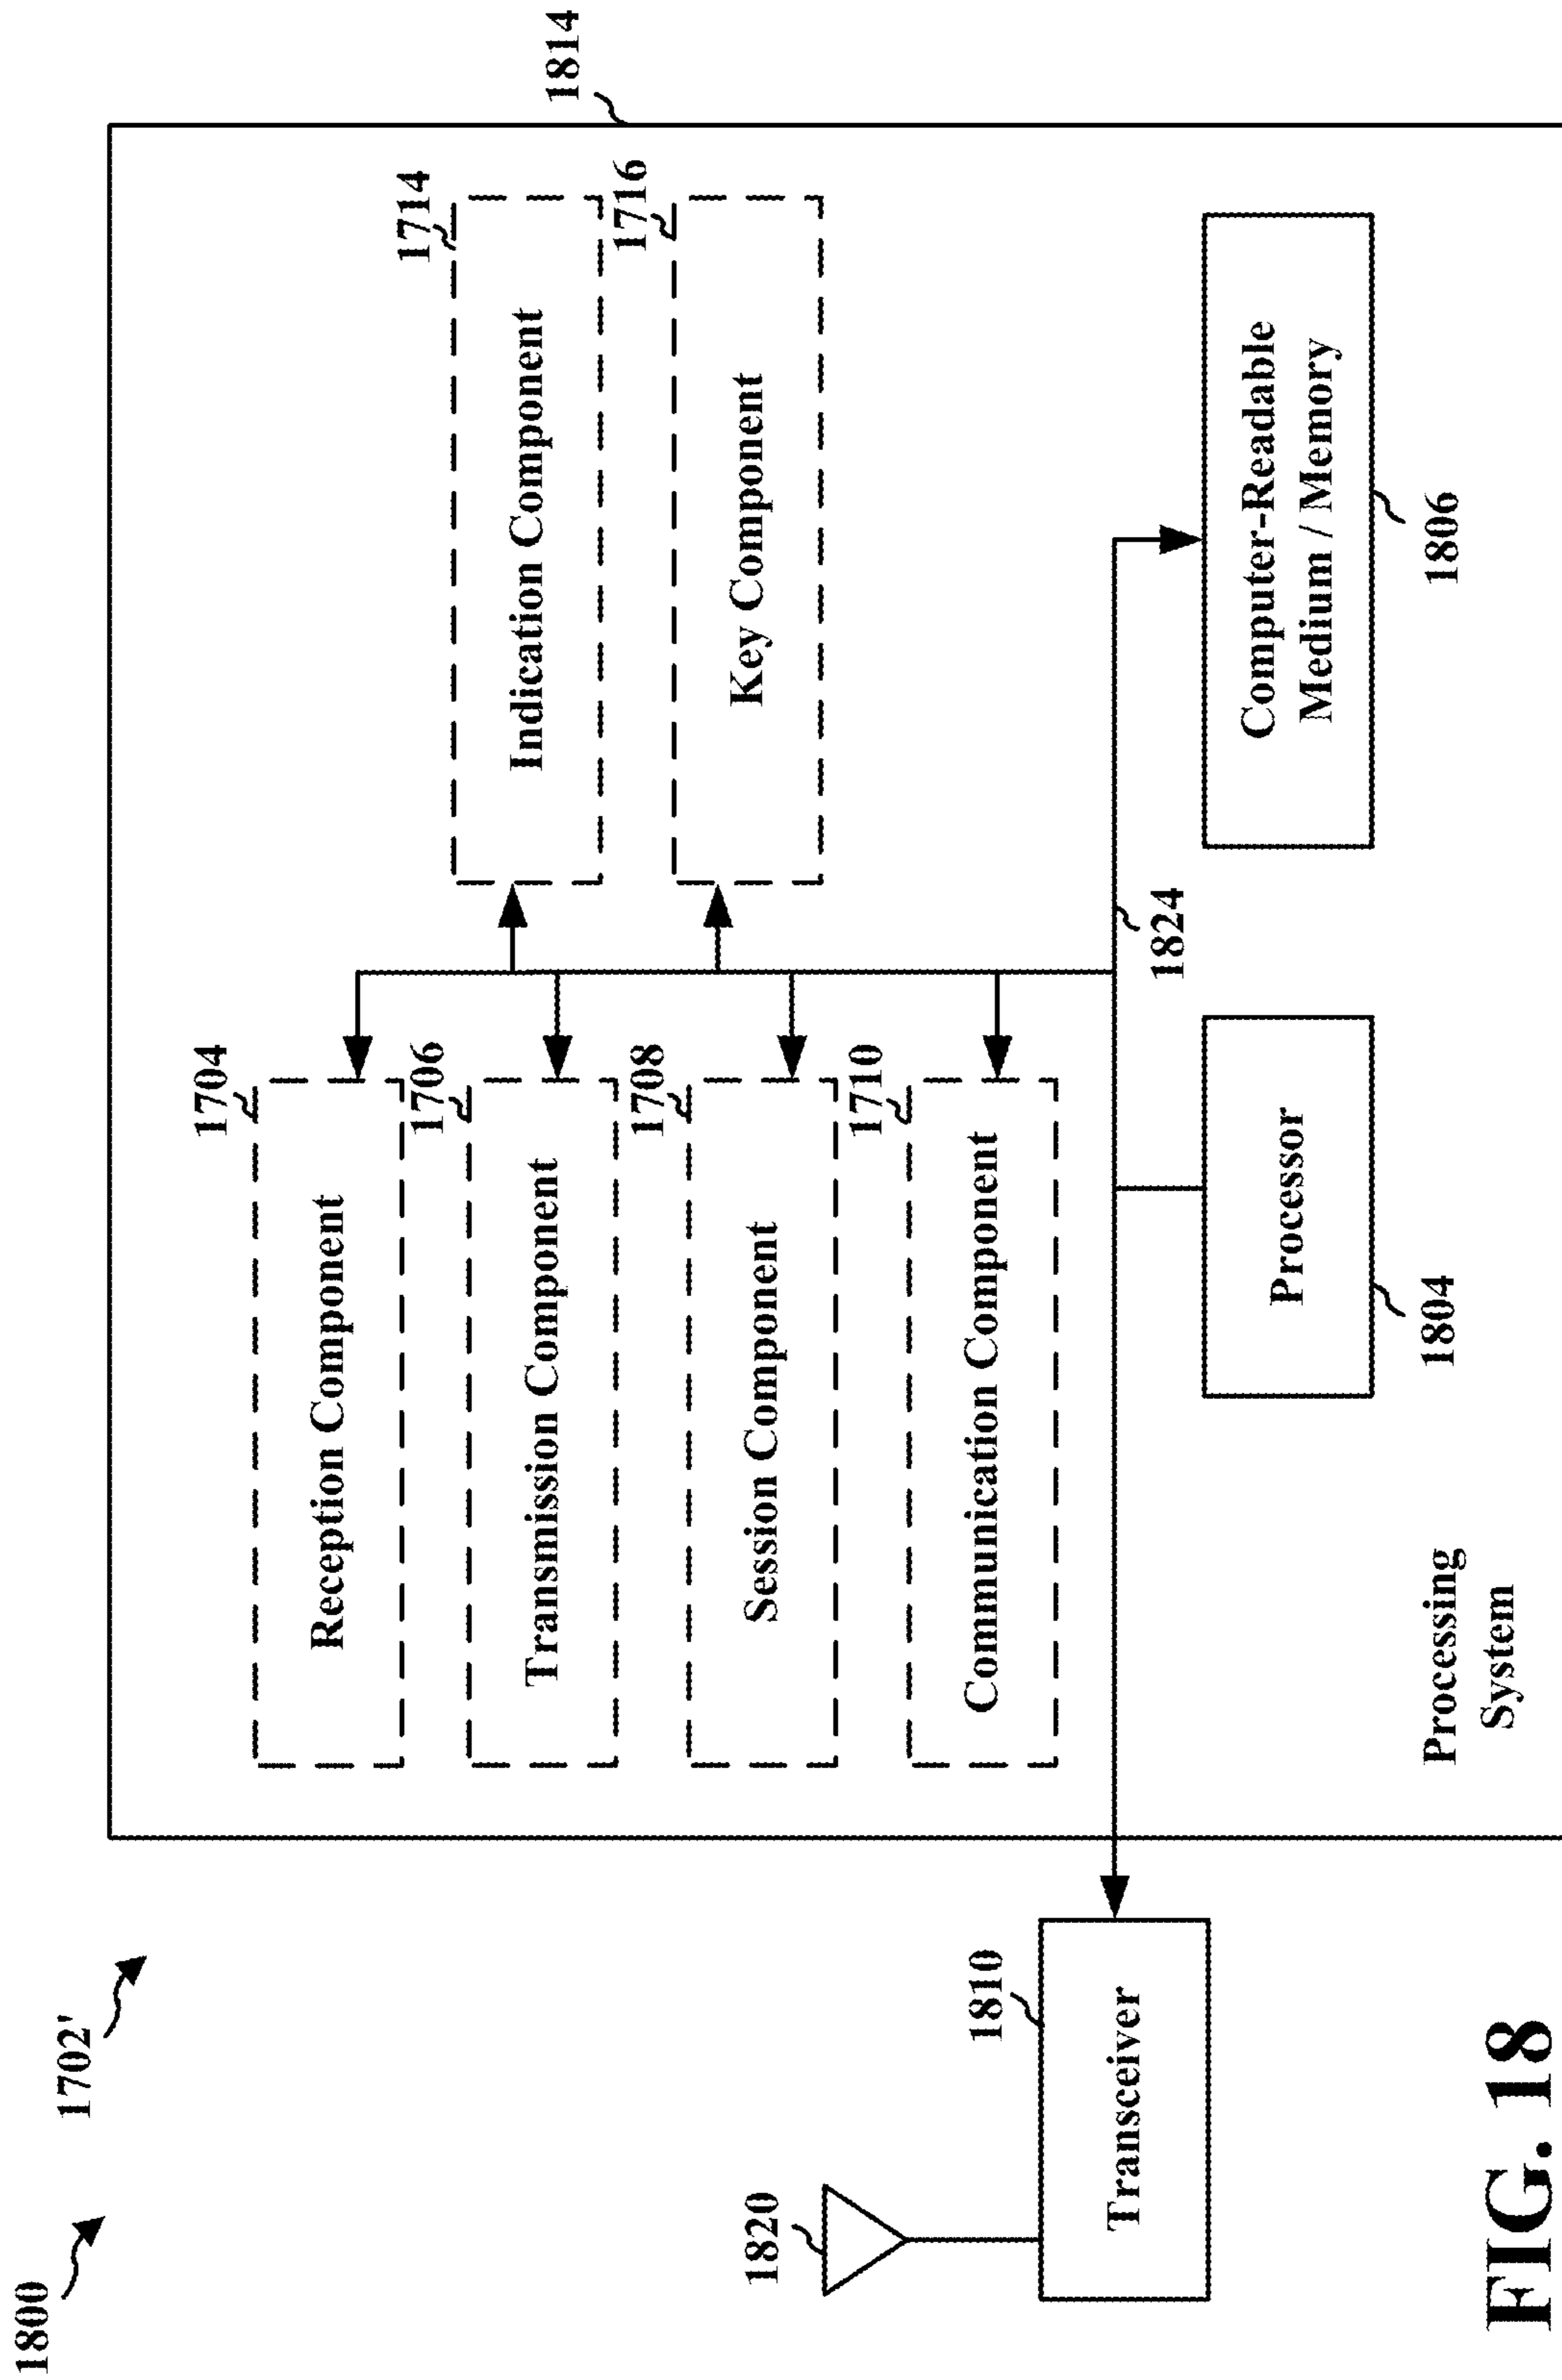 1800
1702'
1814
1704
Reception Component
1706
Transmission Component
1708
Session Component
1710
Communication Component
1714
Indication Component
1716
Key Component
1820
1810
Transceiver
1824
Processor
1804
Computer-Readable
Medium / Memory
1806
Processing
System
FIG. 18